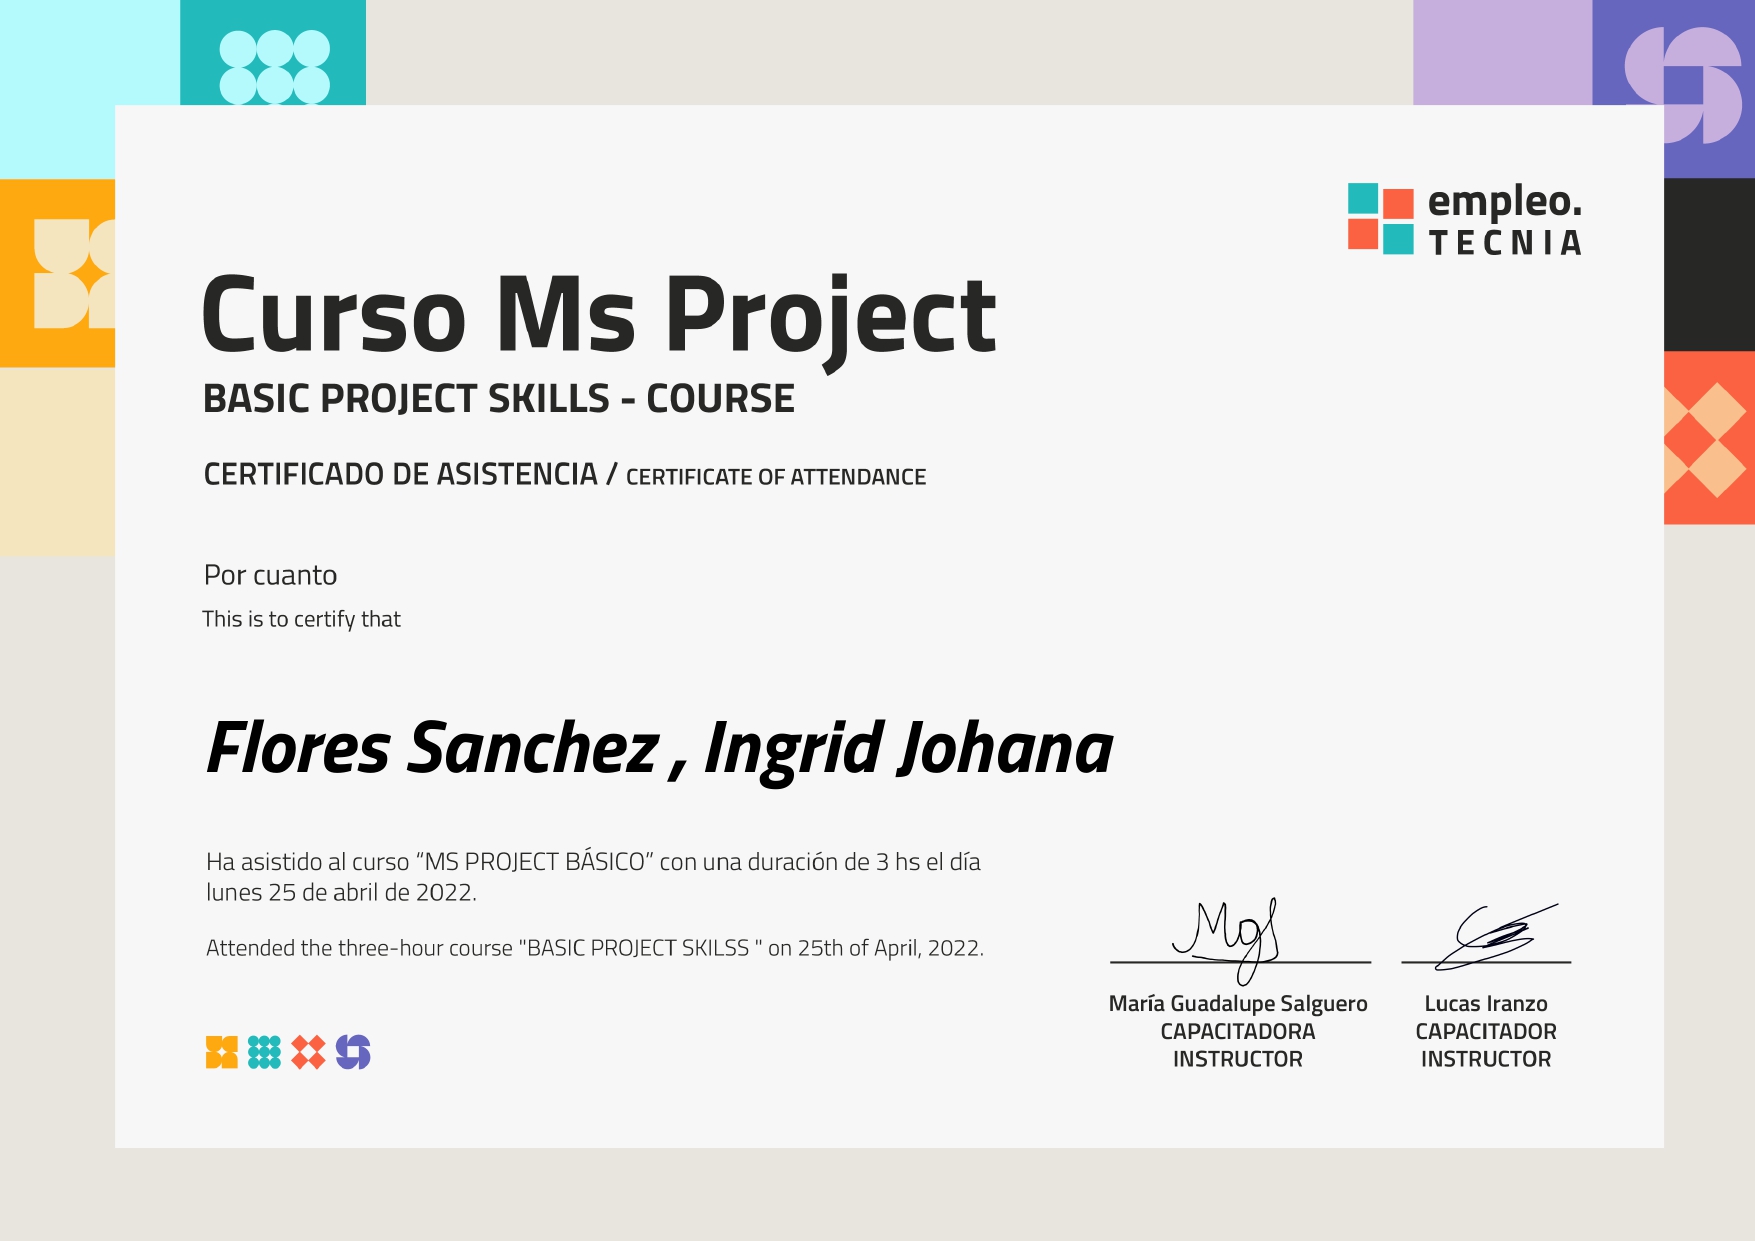 empleo.
TECNIA
Curso Ms Project
BASIC PROJECT SKILLS - COURSE
CERTIFICADO DE ASISTENCIA / CERTIFICATE OF ATTENDANCE
Por cuanto
This is to certify that
Flores Sanchez , Ingrid Johana
Ha asistido al curso “MS PROJECT BÁSICO” con una duración de 3 hs el día
lunes 25 de abril de 2022.
Attended the three-hour course "BASIC PROJECT SKILSS " on 25th of April, 2022.
María Guadalupe Salguero
CAPACITADORA
INSTRUCTOR
Lucas Iranzo
CAPACITADOR
INSTRUCTOR